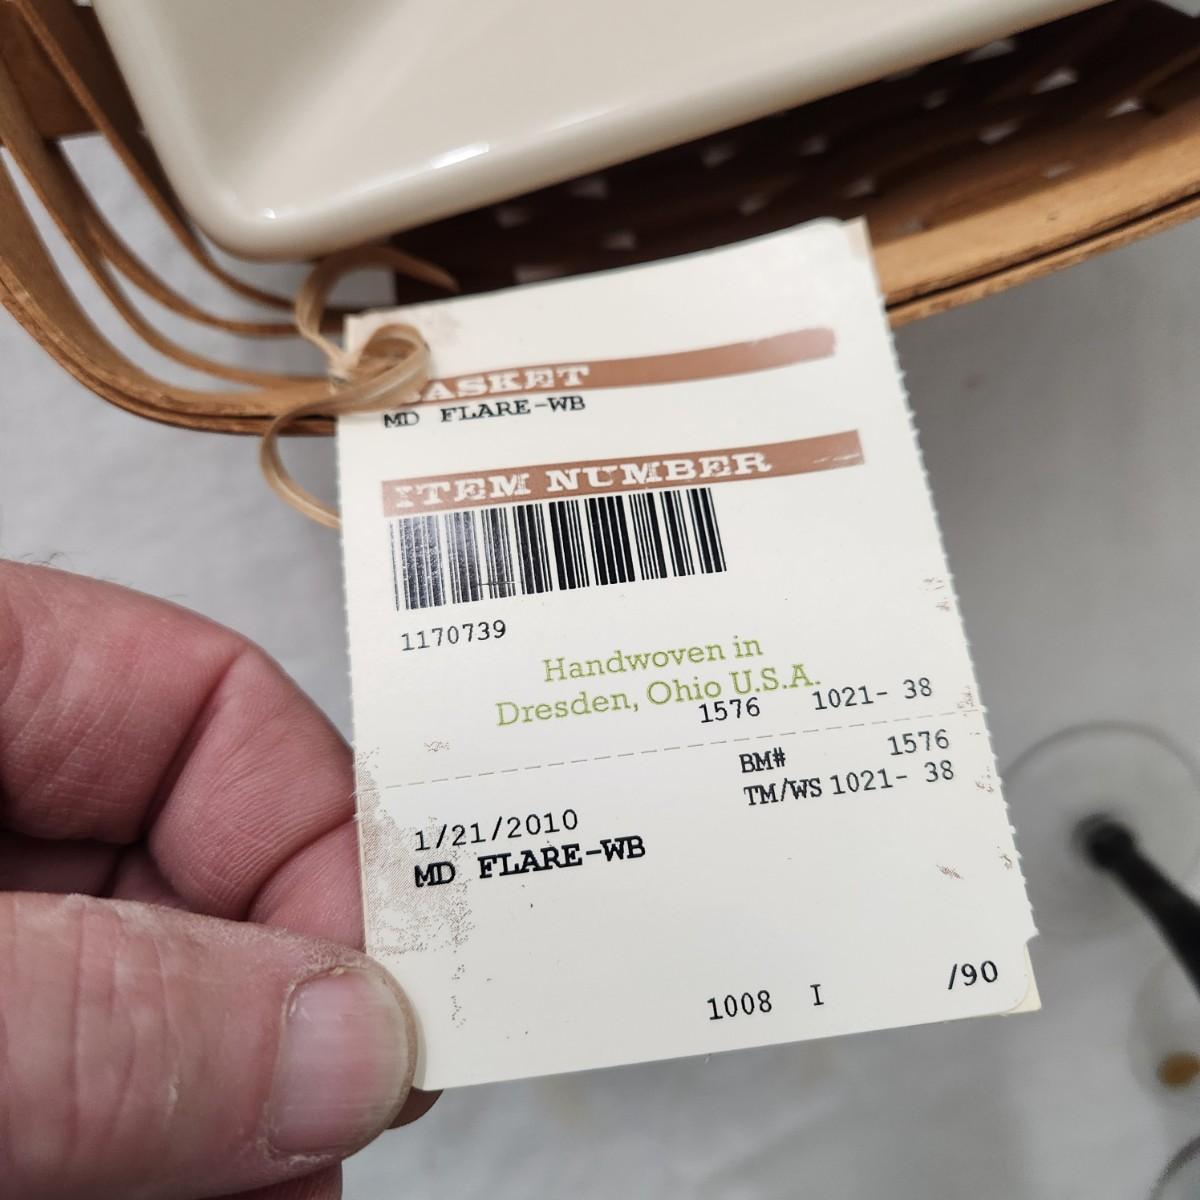 BASKET
MD FLARE-WB
ITEM NUMBER
1170739
Handwoven in
Dresden, Ohio U.S.A.
1576 1021- 38
BM# 1576
TM/WS 1021- 38
1/21/2010
MD FLARE-WB
1008 I /90